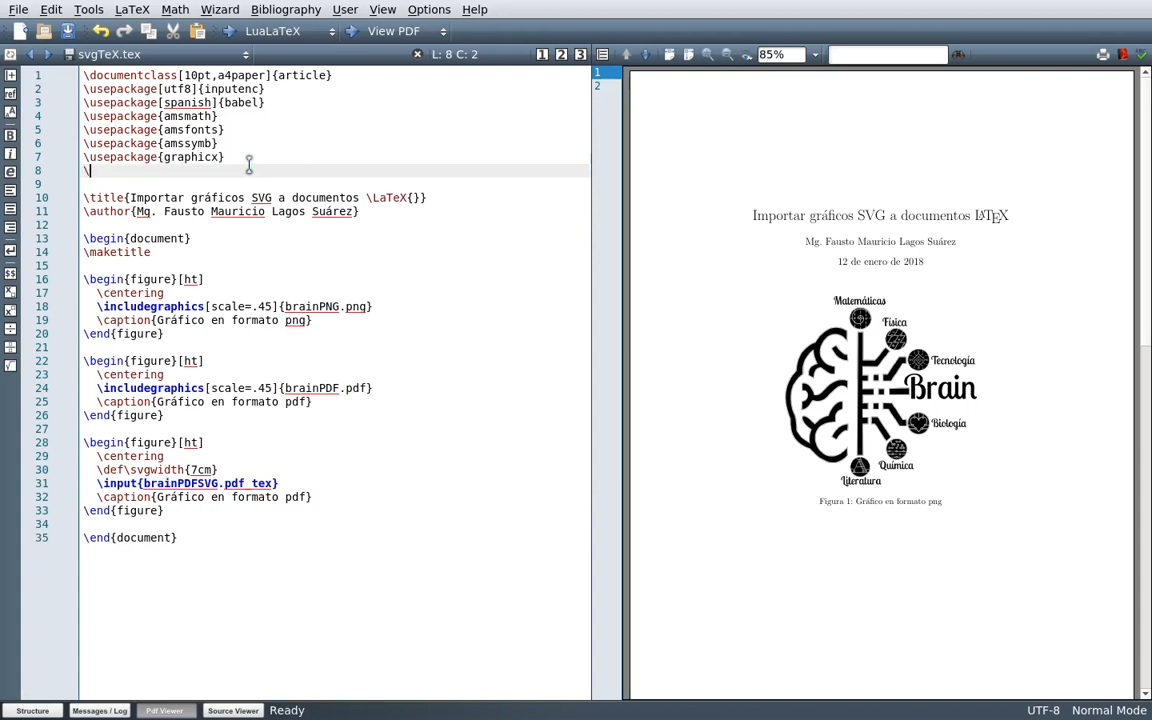 File Edit Tools LaTeX Math Wizard Bibliography User View Options Help
LuaLaTeX View PDF
svgTeX.tex L: 8 C: 2 1 2 3 85%
1 \documentclass[10pt,a4paper]{article}
2 \usepackage[utf8]{inputenc}
3 \usepackage[spanish]{babel}
4 \usepackage{amsmath}
5 \usepackage{amsfonts}
6 \usepackage{amssymb}
7 \usepackage{graphicx}
8 \
9
10 \title{Importar gráficos SVG a documentos \LaTeX{}}
11 \author{Mg. Fausto Mauricio Lagos Suárez}
12
13 \begin{document}
14 \maketitle
15
16 \begin{figure}[ht]
17 \centering
18 \includegraphics[scale=.45]{brainPNG.png}
19 \caption{Gráfico en formato png}
20 \end{figure}
21
22 \begin{figure}[ht]
23 \centering
24 \includegraphics[scale=.45]{brainPDF.pdf}
25 \caption{Gráfico en formato pdf}
26 \end{figure}
27
28 \begin{figure}[ht]
29 \centering
30 \def\svgwidth{7cm}
31 \input{brainPDFSVG.pdf_tex}
32 \caption{Gráfico en formato pdf}
33 \end{figure}
34
35 \end{document}
1
2
Importar gráficos SVG a documentos LATEX
Mg. Fausto Mauricio Lagos Suárez
12 de enero de 2018
Matemáticas
Física
Tecnología
Brain
Biología
Química
Literatura
Figura 1: Gráfico en formato png
Structure Messages / Log Pdf Viewer Source Viewer Ready UTF-8 Normal Mode